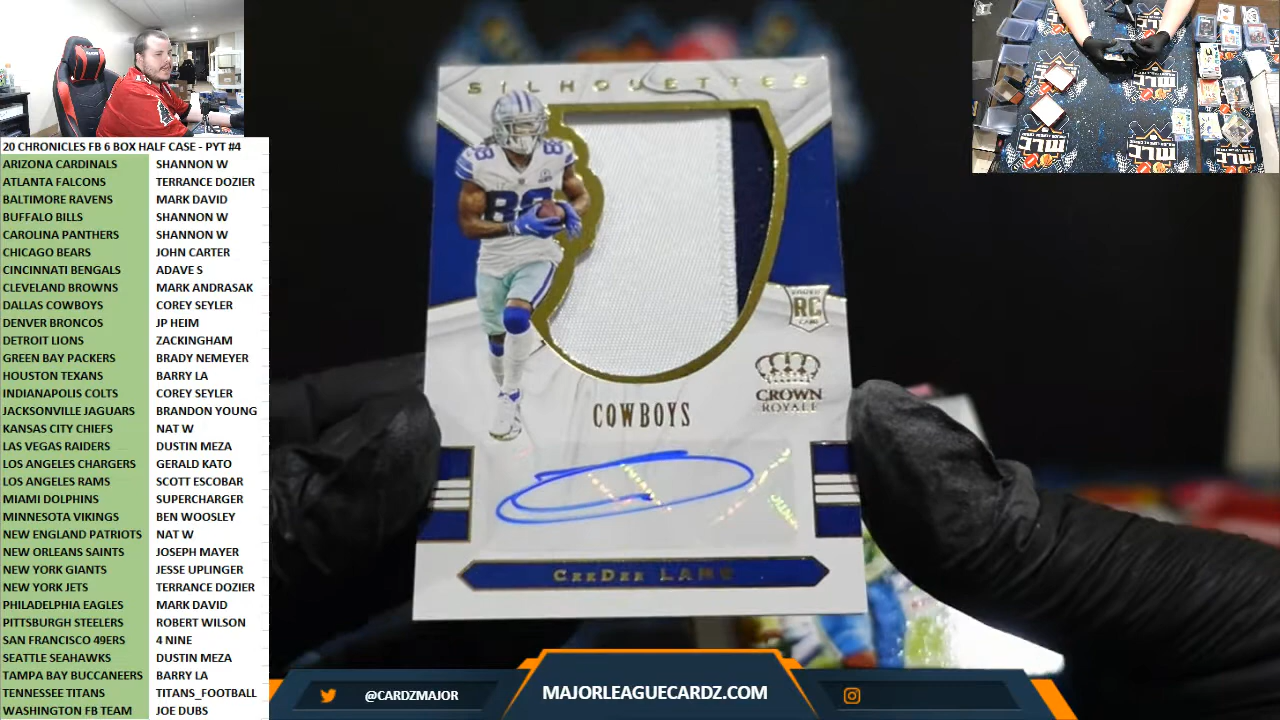 20 CHRONICLES FB 6 BOX HALF CASE - PYT #4
ARIZONA CARDINALS SHANNON W
ATLANTA FALCONS TERRANCE DOZIER
BALTIMORE RAVENS MARK DAVID
BUFFALO BILLS SHANNON W
CAROLINA PANTHERS SHANNON W
CHICAGO BEARS JOHN CARTER
CINCINNATI BENGALS ADAVE S
CLEVELAND BROWNS MARK ANDRASAK
DALLAS COWBOYS COREY SEYLER
DENVER BRONCOS JP HEIM
DETROIT LIONS ZACKINGHAM
GREEN BAY PACKERS BRADY NEMEYER
HOUSTON TEXANS BARRY LA
INDIANAPOLIS COLTS COREY SEYLER
JACKSONVILLE JAGUARS BRANDON YOUNG
KANSAS CITY CHIEFS NAT W
LAS VEGAS RAIDERS DUSTIN MEZA
LOS ANGELES CHARGERS GERALD KATO
LOS ANGELES RAMS SCOTT ESCOBAR
MIAMI DOLPHINS SUPERCHARGER
MINNESOTA VIKINGS BEN WOOSLEY
NEW ENGLAND PATRIOTS NAT W
NEW ORLEANS SAINTS JOSEPH MAYER
NEW YORK GIANTS JESSE UPLINGER
NEW YORK JETS TERRANCE DOZIER
PHILADELPHIA EAGLES MARK DAVID
PITTSBURGH STEELERS ROBERT WILSON
SAN FRANCISCO 49ERS 4 NINE
SEATTLE SEAHAWKS DUSTIN MEZA
TAMPA BAY BUCCANEERS BARRY LA
TENNESSEE TITANS TITANS_FOOTBALL
WASHINGTON FB TEAM JOE DUBS
SILHOUETTES
88
88
RC
CROWN
ROYALE
COWBOYS
CEEDEE LAMB
@CARDZMAJOR
MAJORLEAGUECARDZ.COM